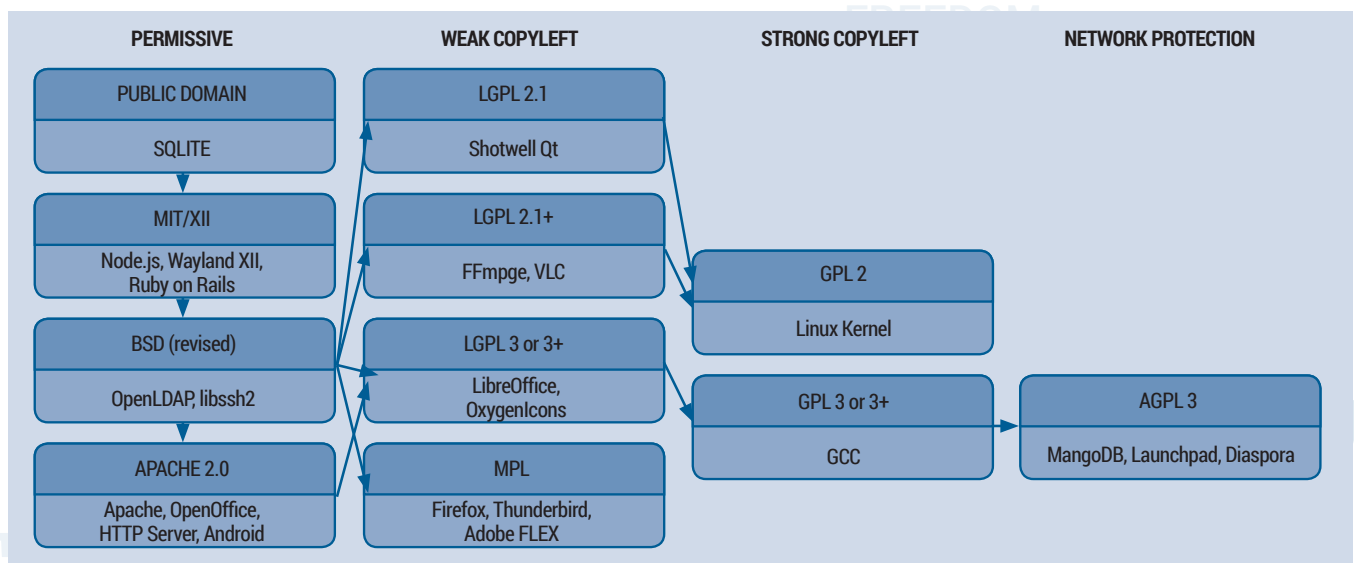 FREEDOM
PERMISSIVE
WEAK COPYLEFT
STRONG COPYLEFT
NETWORK PROTECTION
PUBLIC DOMAIN
SQLITE
MIT/XII
Node.js, Wayland XII,
Ruby on Rails
BSD (revised)
OpenLDAP, libssh2
APACHE 2.0
Apache, OpenOffice,
HTTP Server, Android
LGPL 2.1
Shotwell Qt
LGPL 2.1+
FFmpge, VLC
LGPL 3 or 3+
LibreOffice,
OxygenIcons
MPL
Firefox, Thunderbird,
Adobe FLEX
GPL 2
Linux Kernel
GPL 3 or 3+
GCC
AGPL 3
MangoDB, Launchpad, Diaspora